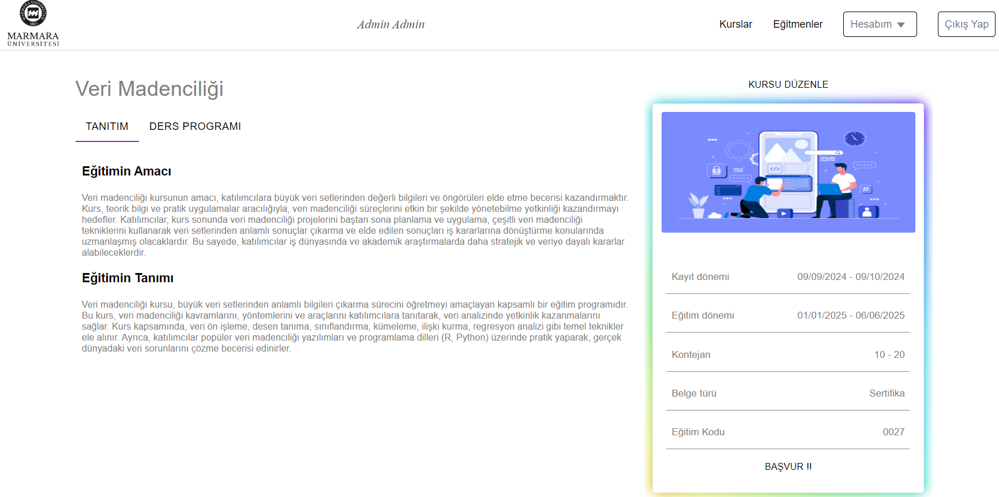 MARMARA ÜNİVERSİTESİ
1883
MARMARA
ÜNİVERSİTESİ
Admin Admin
Kurslar
Eğitmenler
Hesabım
Çıkış Yap
Veri Madenciliği
TANITIM
DERS PROGRAMI
Eğitimin Amacı
Veri madenciliği kursunun amacı, katılımcılara büyük veri setlerinden değerli bilgileri ve öngörüleri elde etme becerisi kazandırmaktır.
Kurs, teorik bilgi ve pratik uygulamalar aracılığıyla, veri madenciliği süreçlerini etkin bir şekilde yönetebilme yetkinliği kazandırmayı
hedefler. Katılımcılar, kurs sonunda veri madenciliği projelerini baştan sona planlama ve uygulama, çeşitli veri madenciliği
tekniklerini kullanarak veri setlerinden anlamlı sonuçlar çıkarma ve elde edilen sonuçları iş kararlarına dönüştürme konularında
uzmanlaşmış olacaklardır. Bu sayede, katılımcılar iş dünyasında ve akademik araştırmalarda daha stratejik ve veriye dayalı kararlar
alabileceklerdir.
Eğitimin Tanımı
Veri madenciliği kursu, büyük veri setlerinden anlamlı bilgileri çıkarma sürecini öğretmeyi amaçlayan kapsamlı bir eğitim programıdır.
Bu kurs, veri madenciliği kavramlarını, yöntemlerini ve araçlarını katılımcılara tanıtarak, veri analizinde yetkinlik kazanmalarını
sağlar. Kurs kapsamında, veri ön işleme, desen tanıma, sınıflandırma, kümeleme, ilişki kurma, regresyon analizi gibi temel teknikler
ele alınır. Ayrıca, katılımcılar popüler veri madenciliği yazılımları ve programlama dilleri (R, Python) üzerinde pratik yaparak, gerçek
dünyadaki veri sorunlarını çözme becerisi edinirler.
KURSU DÜZENLE
</>
#
Kayıt dönemi 09/09/2024 - 09/10/2024
Eğitim dönemi 01/01/2025 - 06/06/2025
Kontejan 10 - 20
Belge türü Sertifika
Eğitim Kodu 0027
BAŞVUR !!